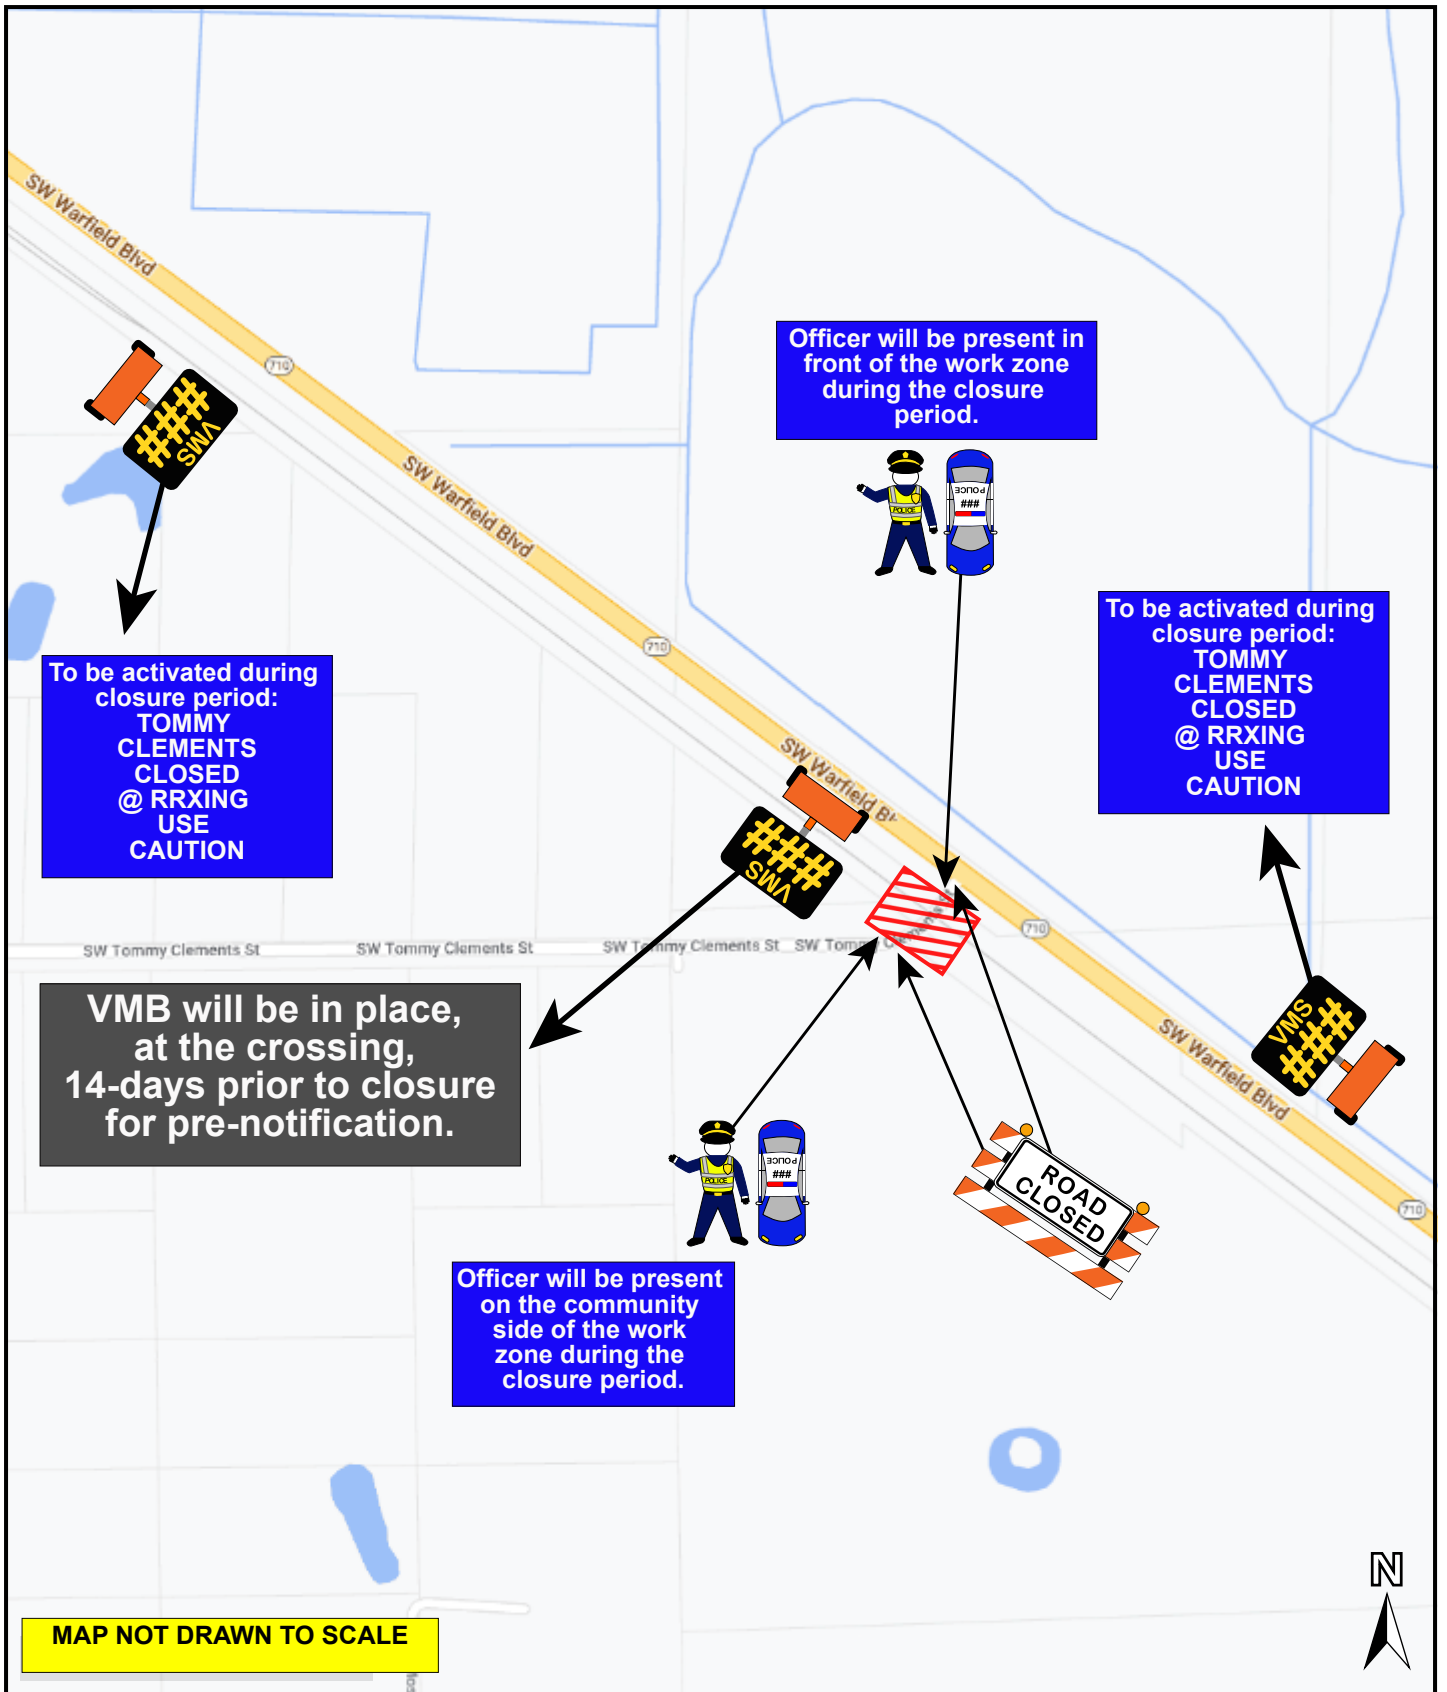 SW Warfield Blvd
710
Officer will be present in
front of the work zone
during the closure
period.
###
VMS
SW Warfield Blvd
POLICE
###
POLICE
710
To be activated during
closure period:
TOMMY
CLEMENTS
CLOSED
@ RRXING
USE
CAUTION
To be activated during
closure period:
TOMMY
CLEMENTS
CLOSED
@ RRXING
USE
CAUTION
SW Warfield Bl
###
VMS
710
SW Tommy Clements St
SW Tommy Clements St
SW Tommy Clements St
SW Tommy Clements
VMB will be in place,
at the crossing,
14-days prior to closure
for pre-notification.
VMS
###
SW Warfield Blvd
POLICE
###
POLICE
ROAD
CLOSED
710
Officer will be present
on the community
side of the work
zone during the
closure period.
N
MAP NOT DRAWN TO SCALE